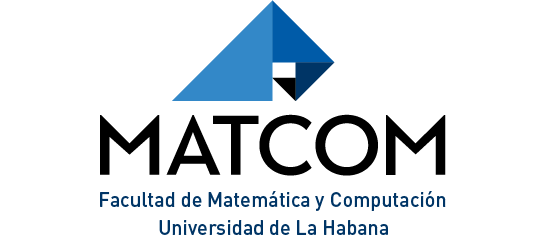 MATCOM
Facultad de Matemática y Computación
Universidad de La Habana